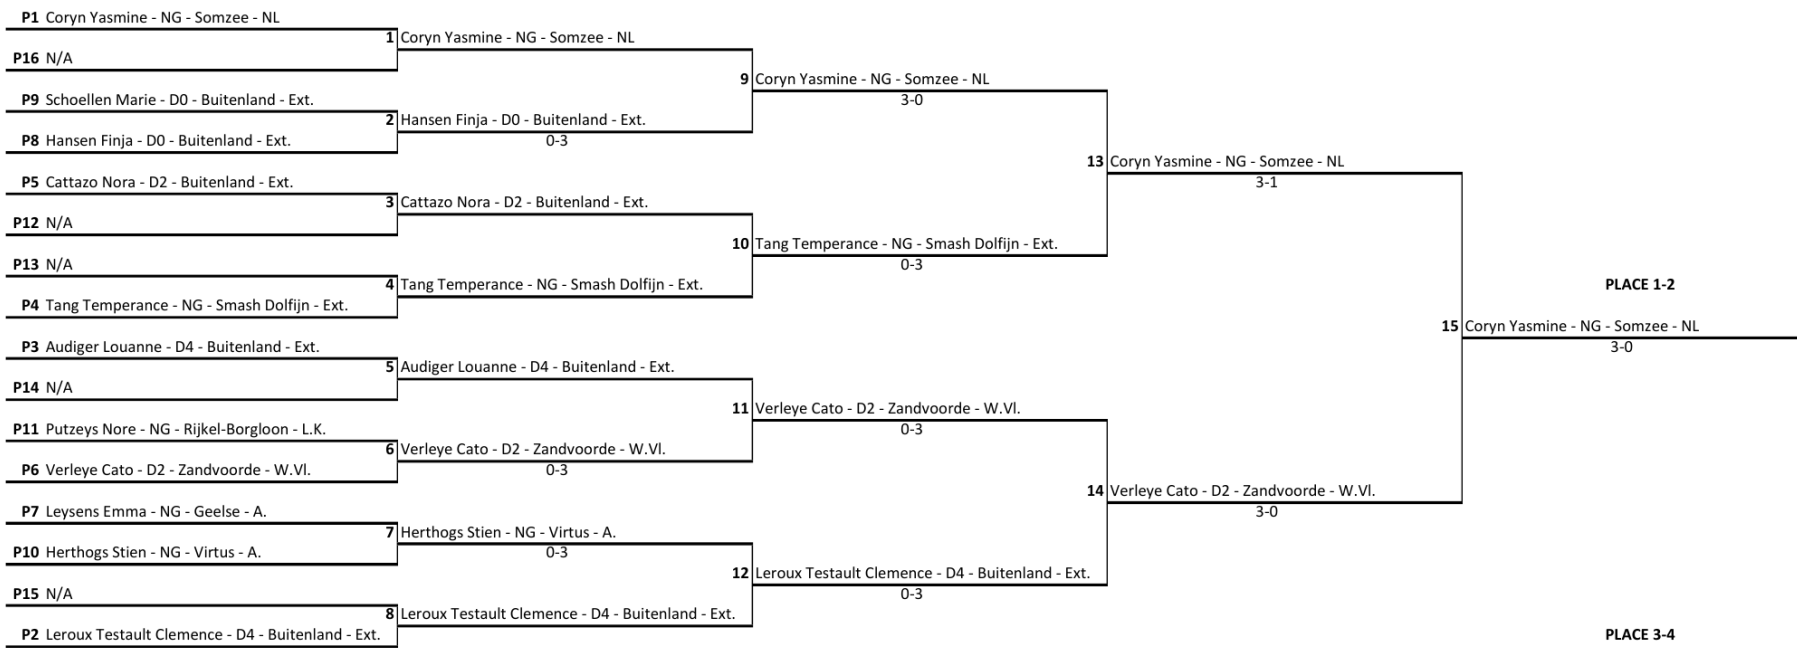 P1 Coryn Yasmine - NG - Somzee - NL
1 Coryn Yasmine - NG - Somzee - NL
P16 N/A
9 Coryn Yasmine - NG - Somzee - NL
3-0
P9 Schoellen Marie - D0 - Buitenland - Ext.
2 Hansen Finja - D0 - Buitenland - Ext.
0-3
P8 Hansen Finja - D0 - Buitenland - Ext.
13 Coryn Yasmine - NG - Somzee - NL
3-1
P5 Cattazo Nora - D2 - Buitenland - Ext.
3 Cattazo Nora - D2 - Buitenland - Ext.
P12 N/A
10 Tang Temperance - NG - Smash Dolfijn - Ext.
0-3
P13 N/A
4 Tang Temperance - NG - Smash Dolfijn - Ext.
PLACE 1-2
P4 Tang Temperance - NG - Smash Dolfijn - Ext.
15 Coryn Yasmine - NG - Somzee - NL
3-0
P3 Audiger Louanne - D4 - Buitenland - Ext.
5 Audiger Louanne - D4 - Buitenland - Ext.
P14 N/A
11 Verleye Cato - D2 - Zandvoorde - W.Vl.
0-3
P11 Putzeys Nore - NG - Rijkel-Borgloon - L.K.
6 Verleye Cato - D2 - Zandvoorde - W.Vl.
0-3
P6 Verleye Cato - D2 - Zandvoorde - W.Vl.
14 Verleye Cato - D2 - Zandvoorde - W.Vl.
3-0
P7 Leysens Emma - NG - Geelse - A.
7 Herthogs Stien - NG - Virtus - A.
0-3
P10 Herthogs Stien - NG - Virtus - A.
12 Leroux Testault Clemence - D4 - Buitenland - Ext.
0-3
P15 N/A
8 Leroux Testault Clemence - D4 - Buitenland - Ext.
P2 Leroux Testault Clemence - D4 - Buitenland - Ext.
PLACE 3-4